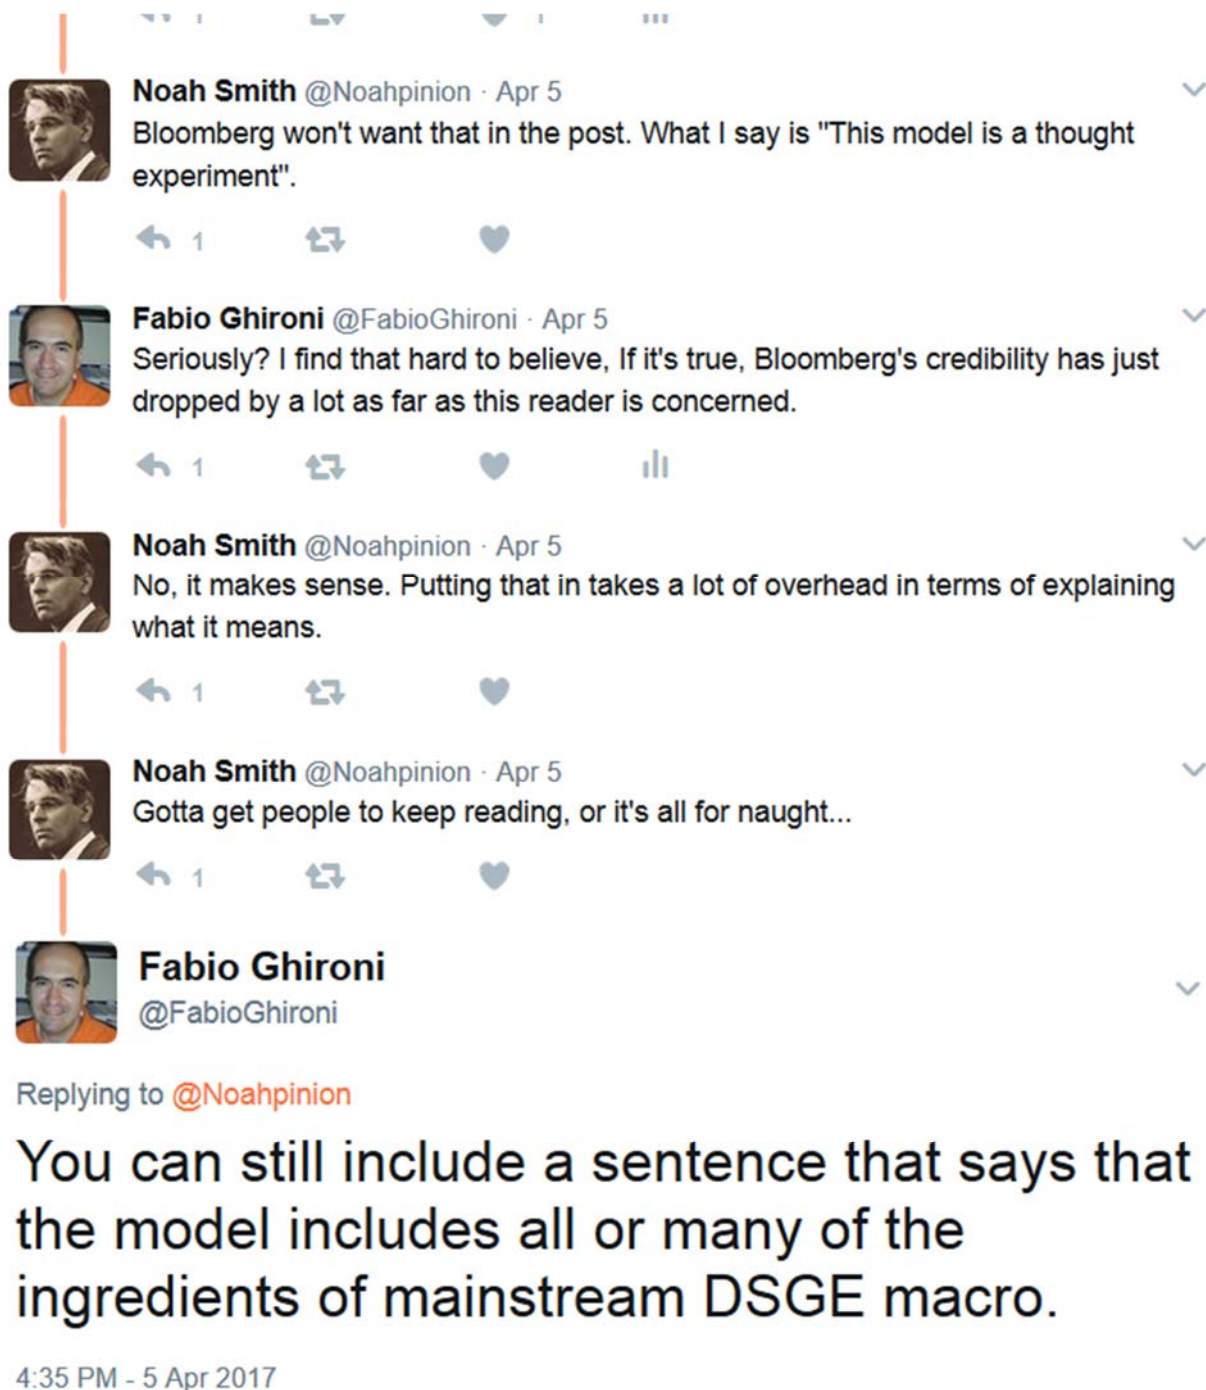 Noah Smith @Noahpinion · Apr 5
Bloomberg won't want that in the post. What I say is "This model is a thought
experiment".
1
Fabio Ghironi @FabioGhironi · Apr 5
Seriously? I find that hard to believe, If it's true, Bloomberg's credibility has just
dropped by a lot as far as this reader is concerned.
1
Noah Smith @Noahpinion · Apr 5
No, it makes sense. Putting that in takes a lot of overhead in terms of explaining
what it means.
1
Noah Smith @Noahpinion · Apr 5
Gotta get people to keep reading, or it's all for naught...
1
Fabio Ghironi
@FabioGhironi
Replying to @Noahpinion
You can still include a sentence that says that
the model includes all or many of the
ingredients of mainstream DSGE macro.
4:35 PM - 5 Apr 2017